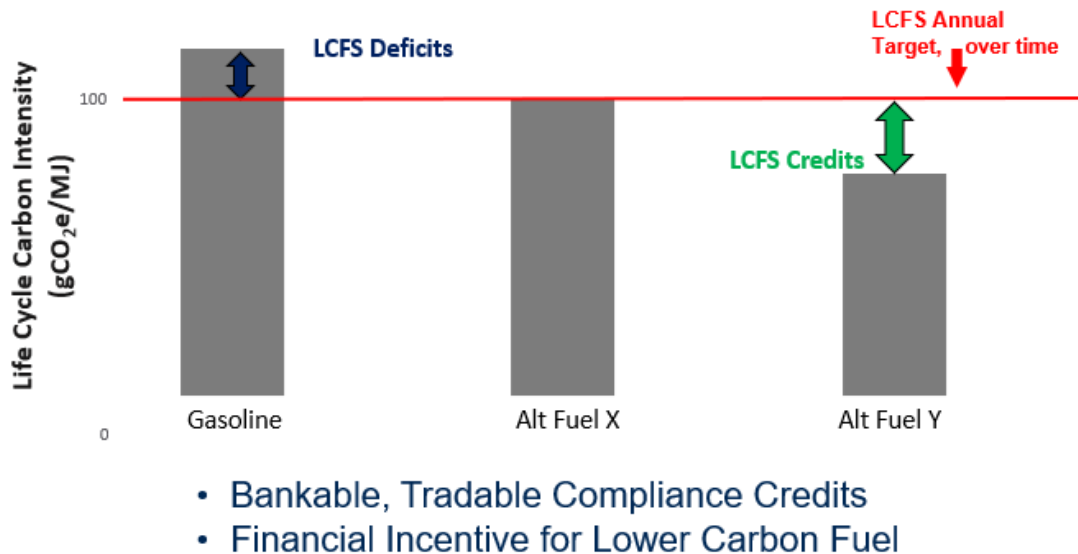 LCFS Annual
Target, over time
LCFS Deficits
Life Cycle Carbon Intensity
(gCO₂e/MJ)
100
LCFS Credits
Gasoline
Alt Fuel X
Alt Fuel Y
0
• Bankable, Tradable Compliance Credits
• Financial Incentive for Lower Carbon Fuel